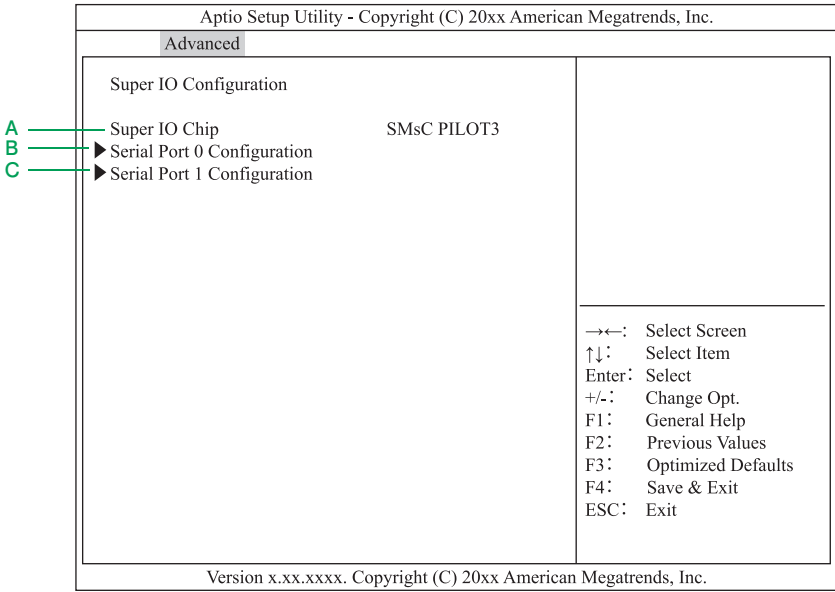 Aptio Setup Utility - Copyright (C) 20xx American Megatrends, Inc.
Advanced
Super IO Configuration
A Super IO Chip SMsC PILOT3
B ▶Serial Port 0 Configuration
C ▶Serial Port 1 Configuration
→←: Select Screen
↑↓: Select Item
Enter: Select
+/-: Change Opt.
F1: General Help
F2: Previous Values
F3: Optimized Defaults
F4: Save & Exit
ESC: Exit
Version x.xx.xxxx. Copyright (C) 20xx American Megatrends, Inc.